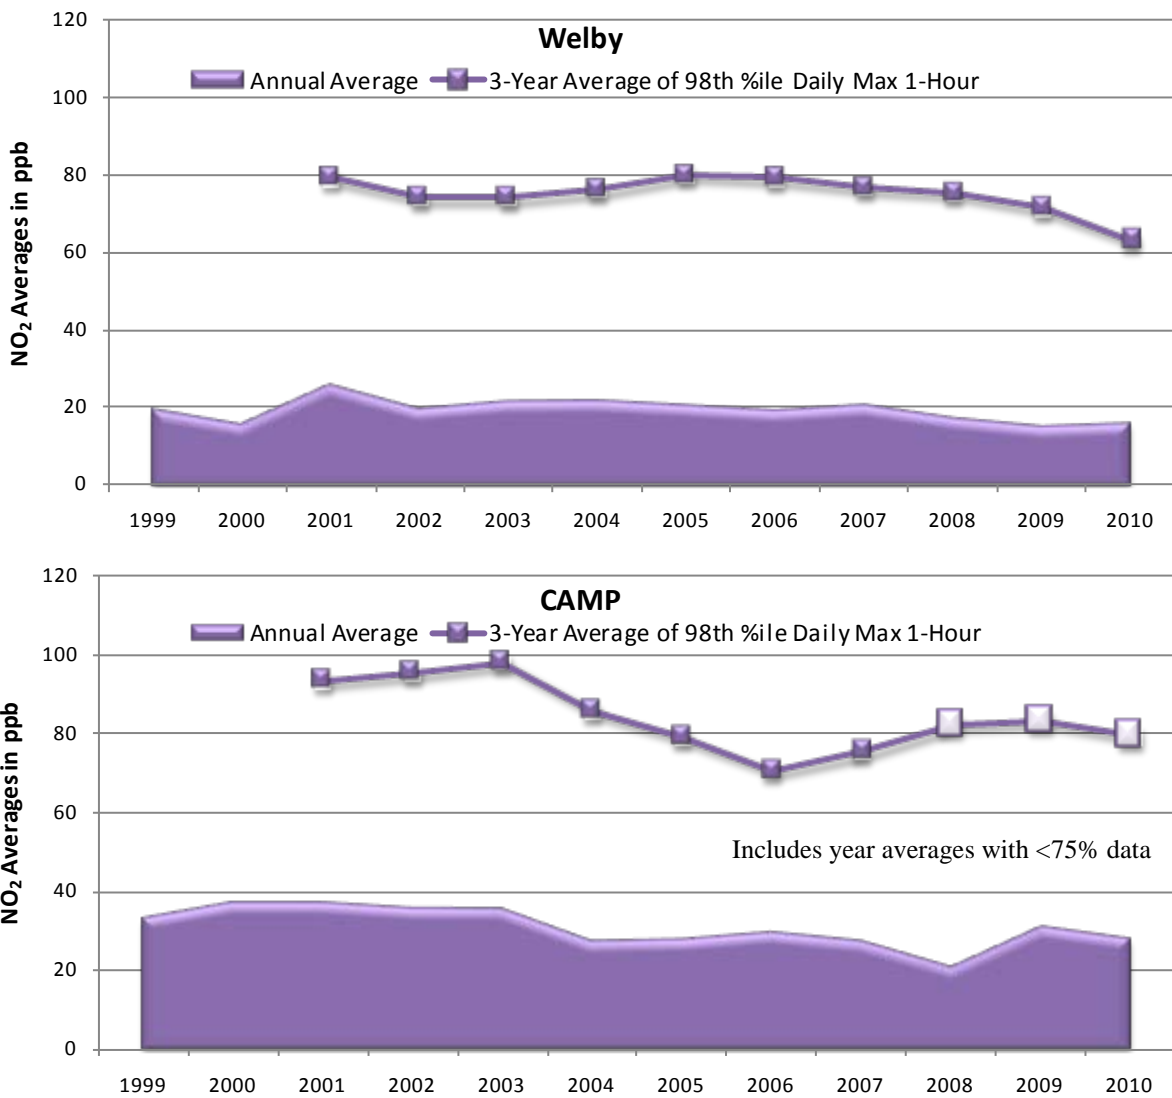 Welby
Annual Average 3-Year Average of 98th %ile Daily Max 1-Hour
NO₂ Averages in ppb
120
100
80
60
40
20
0
1999 2000 2001 2002 2003 2004 2005 2006 2007 2008 2009 2010
CAMP
Annual Average 3-Year Average of 98th %ile Daily Max 1-Hour
NO₂ Averages in ppb
120
100
80
60
40
20
0
Includes year averages with <75% data
1999 2000 2001 2002 2003 2004 2005 2006 2007 2008 2009 2010